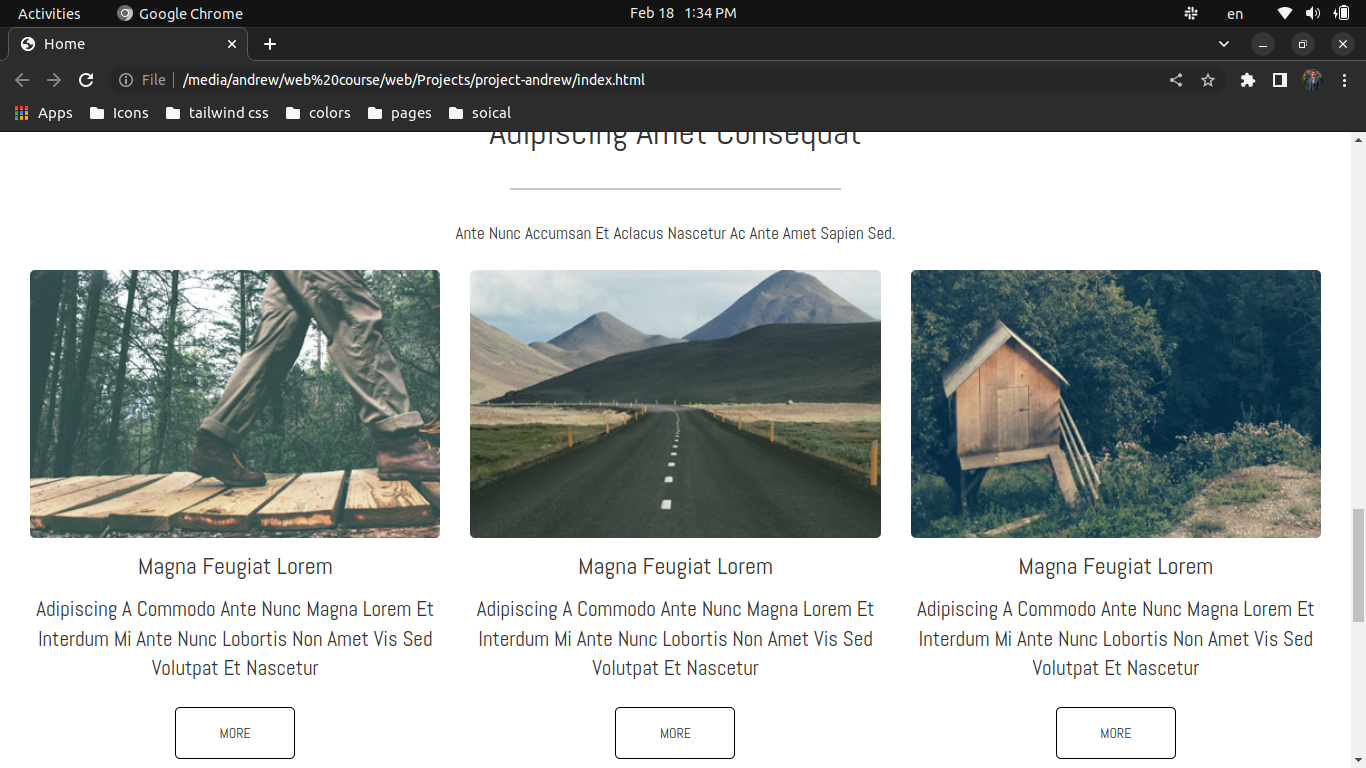 Activities Google Chrome Feb 18 1:34 PM en
Home
File /media/andrew/web%20course/web/Projects/project-andrew/index.html
Apps Icons tailwind css colors pages soical
Adipiscing Amet Consequat
Ante Nunc Accumsan Et Aclacus Nascetur Ac Ante Amet Sapien Sed.
Magna Feugiat Lorem
Adipiscing A Commodo Ante Nunc Magna Lorem Et
Interdum Mi Ante Nunc Lobortis Non Amet Vis Sed
Volutpat Et Nascetur
MORE
Magna Feugiat Lorem
Adipiscing A Commodo Ante Nunc Magna Lorem Et
Interdum Mi Ante Nunc Lobortis Non Amet Vis Sed
Volutpat Et Nascetur
MORE
Magna Feugiat Lorem
Adipiscing A Commodo Ante Nunc Magna Lorem Et
Interdum Mi Ante Nunc Lobortis Non Amet Vis Sed
Volutpat Et Nascetur
MORE